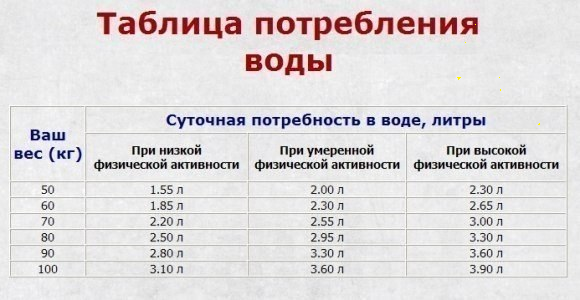 Таблица потребления
воды
Ваш
вес (кг)
Суточная потребность в воде, литры
При низкой
физической активности
При умеренной
физической активности
При высокой
физической активности
50 1.55 л 2.00 л 2.30 л
60 1.85 л 2.30 л 2.65 л
70 2.20 л 2.55 л 3.00 л
80 2.50 л 2.95 л 3.30 л
90 2.80 л 3.30 л 3.60 л
100 3.10 л 3.60 л 3.90 л